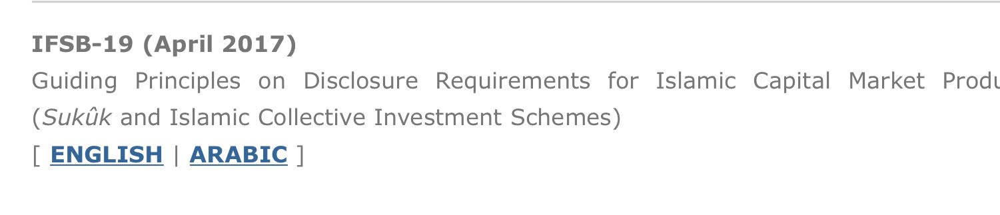 IFSB-19 (April 2017)
Guiding Principles on Disclosure Requirements for Islamic Capital Market
(Sukûk and Islamic Collective Investment Schemes)
[ ENGLISH | ARABIC ]